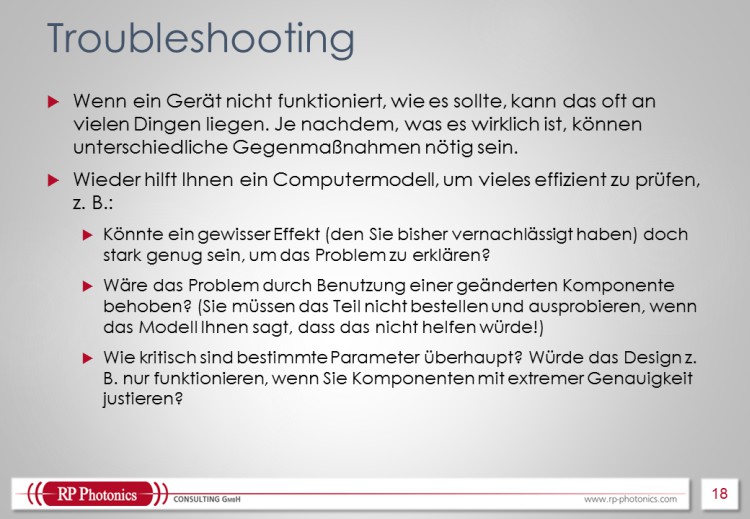 Troubleshooting
Wenn ein Gerät nicht funktioniert, wie es sollte, kann das oft an
vielen Dingen liegen. Je nachdem, was es wirklich ist, können
unterschiedliche Gegenmaßnahmen nötig sein.
Wieder hilft Ihnen ein Computermodell, um vieles effizient zu prüfen,
z. B.:
Könnte ein gewisser Effekt (den Sie bisher vernachlässigt haben) doch
stark genug sein, um das Problem zu erklären?
Wäre das Problem durch Benutzung einer geänderten Komponente
behoben? (Sie müssen das Teil nicht bestellen und ausprobieren, wenn
das Modell Ihnen sagt, dass das nicht helfen würde!)
Wie kritisch sind bestimmte Parameter überhaupt? Würde das Design z.
B. nur funktionieren, wenn Sie Komponenten mit extremer Genauigkeit
justieren?
RP Photonics CONSULTING GmbH www.rp-photonics.com 18